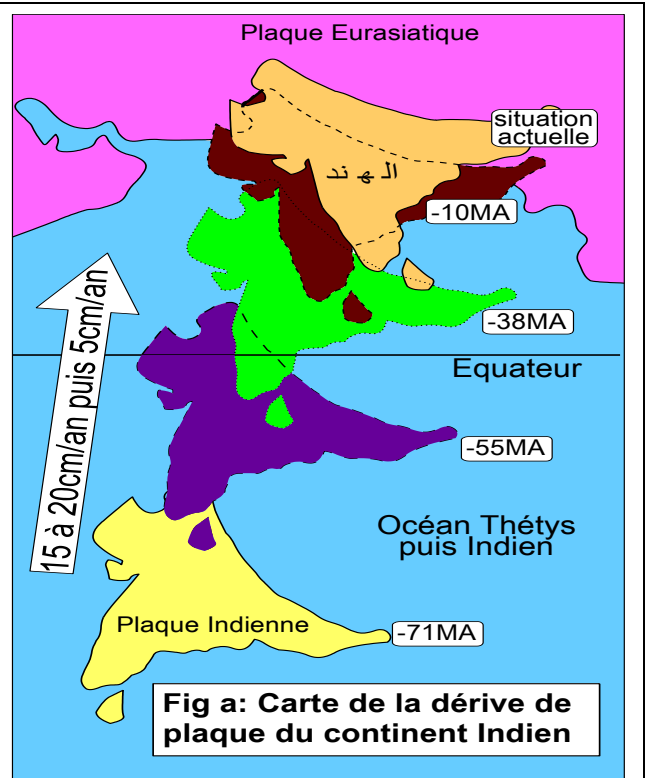 Plaque Eurasiatique
situation
actuelle
الهند
-10MA
-38MA
Equateur
-55MA
15 à 20cm/an puis 5cm/an
Océan Thétys
puis Indien
Plaque Indienne
-71MA
Fig a: Carte de la dérive de
plaque du continent Indien